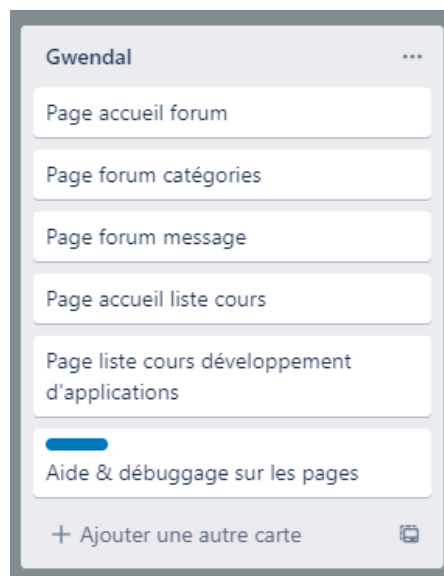 Gwendal
Page accueil forum
Page forum catégories
Page forum message
Page accueil liste cours
Page liste cours développement
d'applications
Aide & débuggage sur les pages
+ Ajouter une autre carte